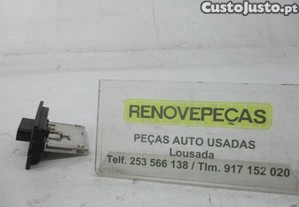 CustoJusto.pt
RENOVEPEÇAS
PEÇAS AUTO USADAS
Lousada
Telf. 253 566 138 / Tlm. 917 152 020